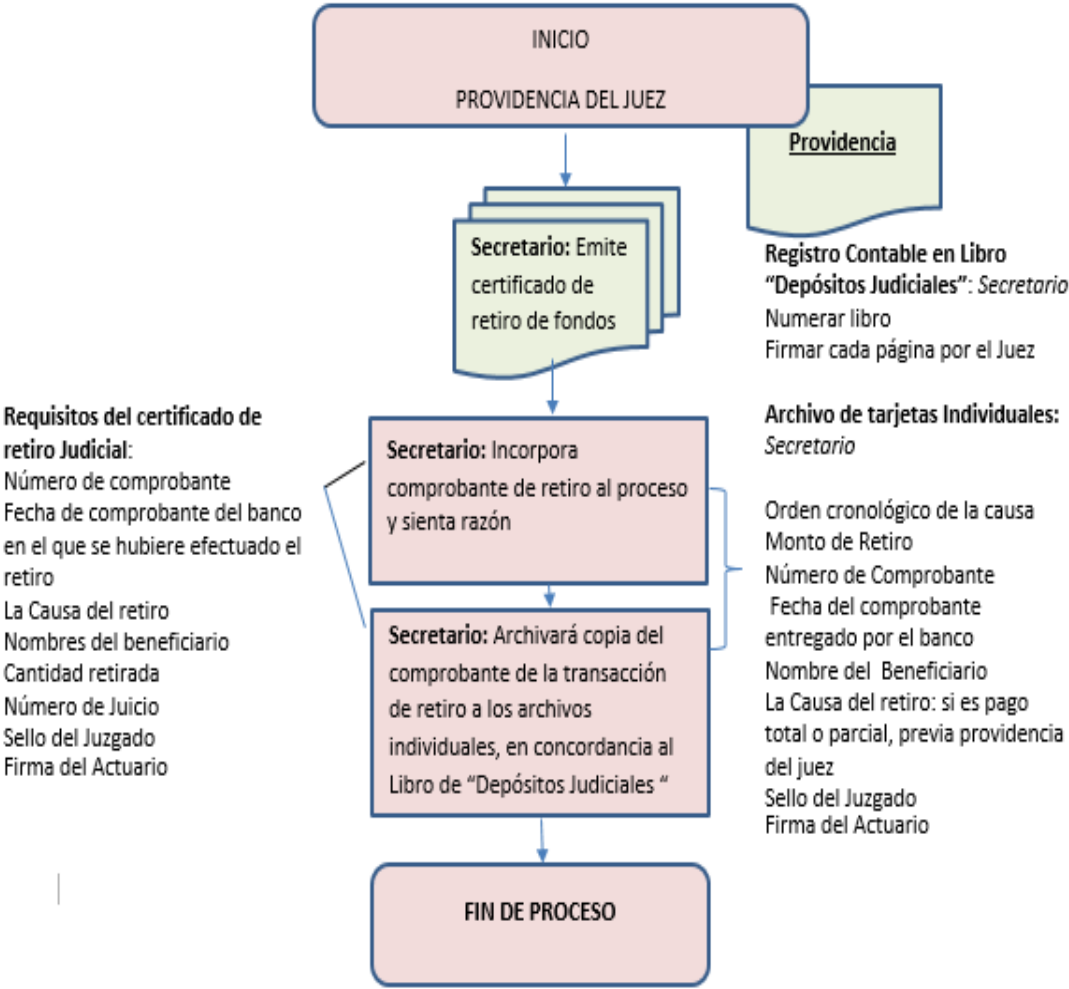 INICIO
PROVIDENCIA DEL JUEZ
Providencia
Secretario: Emite
certificado de
retiro de fondos
Registro Contable en Libro
“Depósitos Judiciales”: Secretario
Numerar libro
Firmar cada página por el Juez
Requisitos del certificado de
retiro Judicial:
Número de comprobante
Fecha de comprobante del banco
en el que se hubiere efectuado el
retiro
La Causa del retiro
Nombres del beneficiario
Cantidad retirada
Número de Juicio
Sello del Juzgado
Firma del Actuario
Secretario: Incorpora
comprobante de retiro al proceso
y sienta razón
Secretario: Archivará copia del
comprobante de la transacción
de retiro a los archivos
individuales, en concordancia al
Libro de “Depósitos Judiciales “
Archivo de tarjetas Individuales:
Secretario
Orden cronológico de la causa
Monto de Retiro
Número de Comprobante
Fecha del comprobante
entregado por el banco
Nombre del Beneficiario
La Causa del retiro: si es pago
total o parcial, previa providencia
del juez
Sello del Juzgado
Firma del Actuario
FIN DE PROCESO